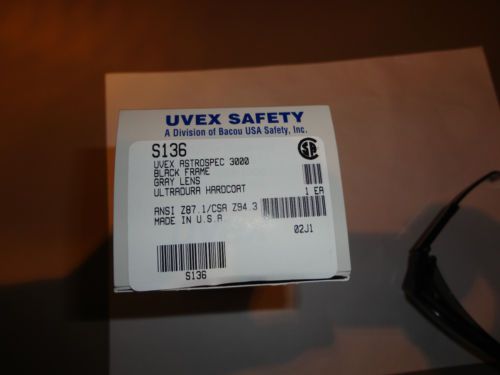 UVEX SAFETY
A Division of Bacou USA Safety, Inc.
S136
UVEX ASTROSPEC 3000
BLACK FRAME
GRAY LENS
ULTRADURA HARDCOAT
1 EA
ANSI Z87.1/CSA Z94.3
MADE IN U.S.A
02J1
S136